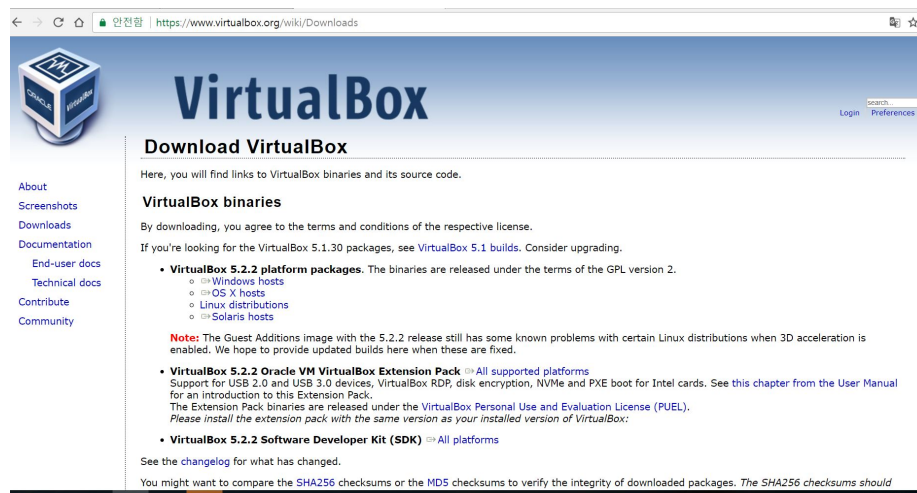 안전함 | https://www.virtualbox.org/wiki/Downloads
ORACLE
VirtualBox
VirtualBox
search...
Login Preferences
Download VirtualBox
Here, you will find links to VirtualBox binaries and its source code.
About
Screenshots
Downloads
Documentation
End-user docs
Technical docs
Contribute
Community
VirtualBox binaries
By downloading, you agree to the terms and conditions of the respective license.
If you're looking for the VirtualBox 5.1.30 packages, see VirtualBox 5.1 builds. Consider upgrading.
• VirtualBox 5.2.2 platform packages. The binaries are released under the terms of the GPL version 2.
Windows hosts
OS X hosts
Linux distributions
Solaris hosts
Note: The Guest Additions image with the 5.2.2 release still has some known problems with certain Linux distributions when 3D acceleration is
enabled. We hope to provide updated builds here when these are fixed.
• VirtualBox 5.2.2 Oracle VM VirtualBox Extension Pack All supported platforms
Support for USB 2.0 and USB 3.0 devices, VirtualBox RDP, disk encryption, NVMe and PXE boot for Intel cards. See this chapter from the User Manual
for an introduction to this Extension Pack.
The Extension Pack binaries are released under the VirtualBox Personal Use and Evaluation License (PUEL).
Please install the extension pack with the same version as your installed version of VirtualBox:
• VirtualBox 5.2.2 Software Developer Kit (SDK) All platforms
See the changelog for what has changed.
You might want to compare the SHA256 checksums or the MD5 checksums to verify the integrity of downloaded packages. The SHA256 checksums should